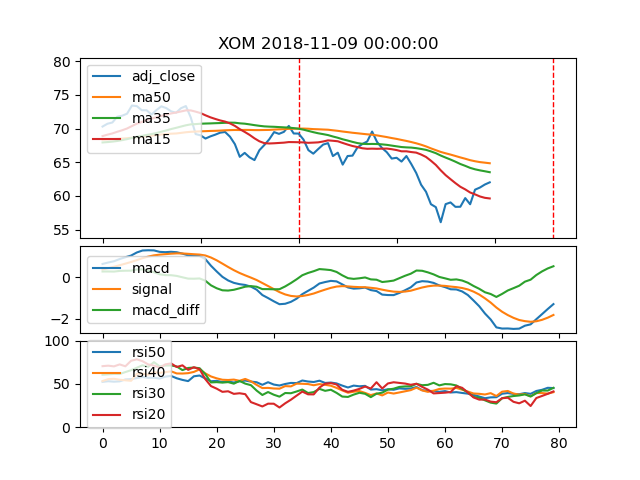 XOM 2018-11-09 00:00:00
80
75
70
65
60
55
adj_close
ma50
ma35
ma15
0
−2
macd
signal
macd_diff
100
50
0
rsi50
rsi40
rsi30
rsi20
0 10 20 30 40 50 60 70 80